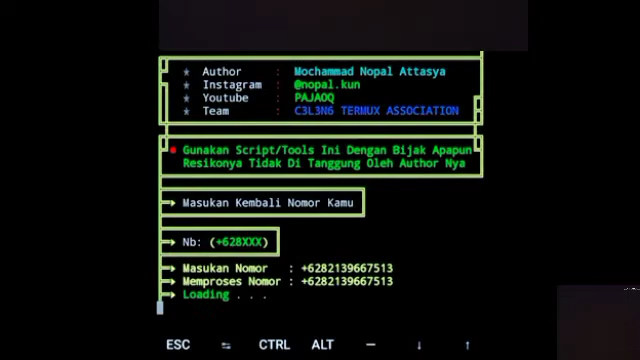 ★ Author : Mochammad Nopal Attasya
★ Instagram : @nopal.kun
★ Youtube : PAJA0Q
★ Team : C3L3N6 TERMUX ASSOCIATION
Gunakan Script/Tools Ini Dengan Bijak Apapun
Resikonya Tidak Di Tanggung Oleh Author Nya
Masukan Kembali Nomor Kamu
Nb: (+628XXX)
Masukan Nomor : +6282139667513
Memproses Nomor : +6282139667513
Loading . . .
ESC CTRL ALT — ↓ ↑